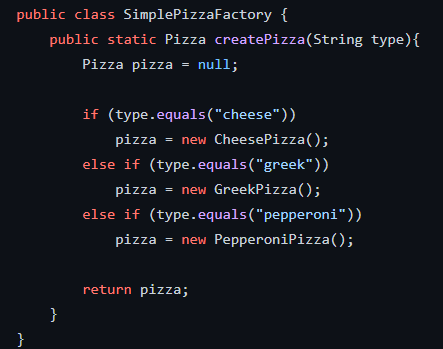 public class SimplePizzaFactory {
    public static Pizza createPizza(String type){
        Pizza pizza = null;

        if (type.equals("cheese"))
            pizza = new CheesePizza();
        else if (type.equals("greek"))
            pizza = new GreekPizza();
        else if (type.equals("pepperoni"))
            pizza = new PepperoniPizza();

        return pizza;
    }
}